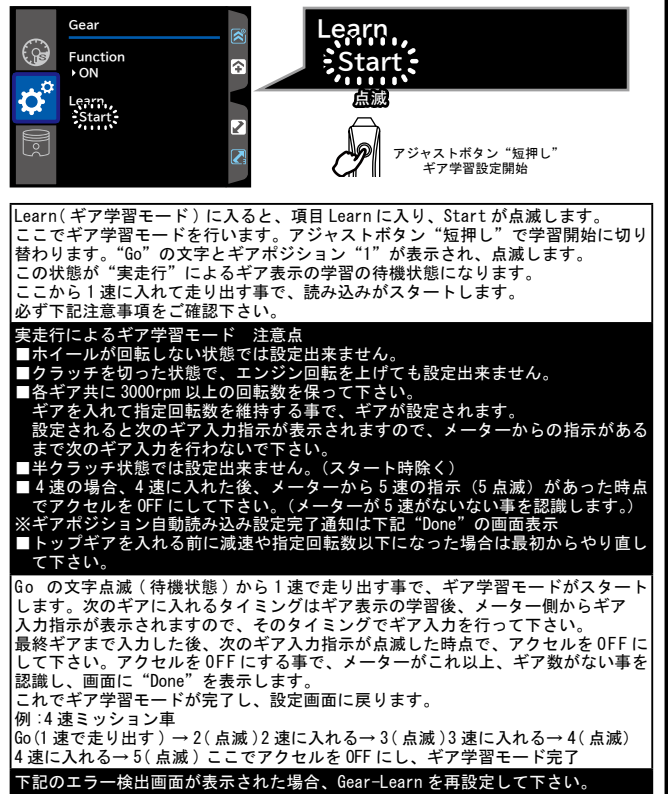 Gear
Function
ON
Learn
Start
Learn
Start
点滅
アジャストボタン“短押し”
ギア学習設定開始
Learn(ギア学習モード)に入ると、項目 Learn に入り、Start が点滅します。
ここでギア学習モードを行います。アジャストボタン“短押し”で学習開始に切り
替わります。“Go”の文字とギアポジション“1”が表示され、点滅します。
この状態が“実走行”によるギア表示の学習の待機状態になります。
ここから1速に入れて走り出す事で、読み込みがスタートします。
必ず下記注意事項をご確認下さい。
実走行によるギア学習モード 注意点
■ホイールが回転しない状態では設定出来ません。
■クラッチを切った状態で、エンジン回転を上げても設定出来ません。
■各ギア共に3000rpm以上の回転数を保って下さい。
ギアを入れて指定回転数を維持する事で、ギアが設定されます。
設定されると次のギア入力指示が表示されますので、メーターからの指示がある
まで次のギア入力を行わないで下さい。
■半クラッチ状態では設定出来ません。(スタート時除く)
■4速の場合、4速に入れた後、メーターから5速の指示(5点滅)があった時点
でアクセルをOFFにして下さい。(メーターが5速がないない事を認識します。)
※ギアポジション自動読み込み設定完了通知は下記“Done”の画面表示
■トップギアを入れる前に減速や指定回転数以下になった場合は最初からやり直し
て下さい。
Go の文字点滅(待機状態)から1速で走り出す事で、ギア学習モードがスタート
します。次のギアに入れるタイミングはギア表示の学習後、メーター側からギア
入力指示が表示されますので、そのタイミングでギア入力を行って下さい。
最終ギアまで入力した後、次のギア入力指示が点滅した時点で、アクセルをOFFに
して下さい。アクセルをOFFにする事で、メーターがこれ以上、ギア数がない事を
認識し、画面に“Done”を表示します。
これでギア学習モードが完了し、設定画面に戻ります。
例:4速ミッション車
Go(1速で走り出す)→2(点滅)2速に入れる→3(点滅)3速に入れる→4(点滅)
4速に入れる→5(点滅)ここでアクセルをOFFにし、ギア学習モード完了
下記のエラー検出画面が表示された場合、Gear-Learnを再設定して下さい。